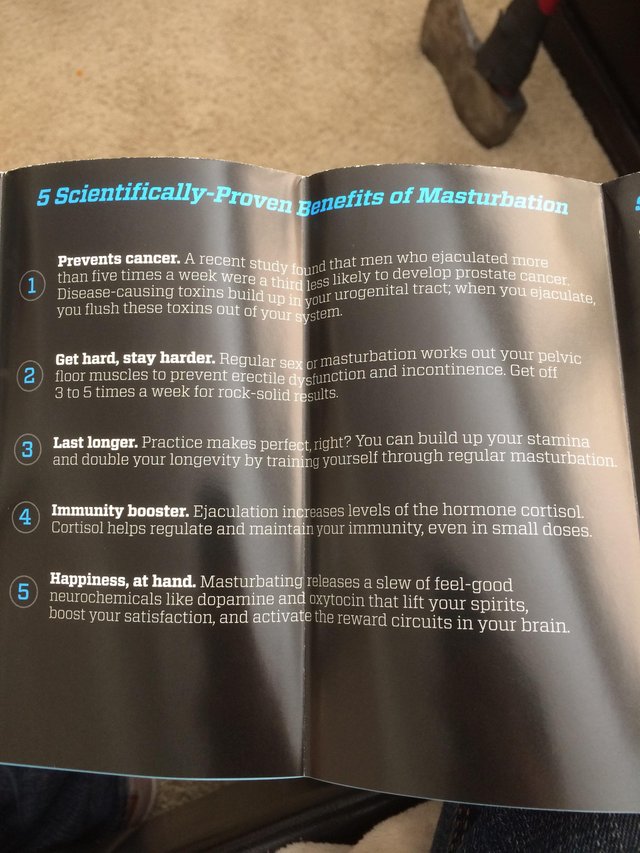 5 Scientifically-Proven Benefits of Masturbation
1
Prevents cancer. A recent study found that men who ejaculated more
than five times a week were a third less likely to develop prostate cancer.
Disease-causing toxins build up in your urogenital tract; when you ejaculate,
you flush these toxins out of your system.
2
Get hard, stay harder. Regular sex or masturbation works out your pelvic
floor muscles to prevent erectile dysfunction and incontinence. Get off
3 to 5 times a week for rock-solid results.
3
Last longer. Practice makes perfect, right? You can build up your stamina
and double your longevity by training yourself through regular masturbation.
4
Immunity booster. Ejaculation increases levels of the hormone cortisol.
Cortisol helps regulate and maintain your immunity, even in small doses.
5
Happiness, at hand. Masturbating releases a slew of feel-good
neurochemicals like dopamine and oxytocin that lift your spirits,
boost your satisfaction, and activate the reward circuits in your brain.